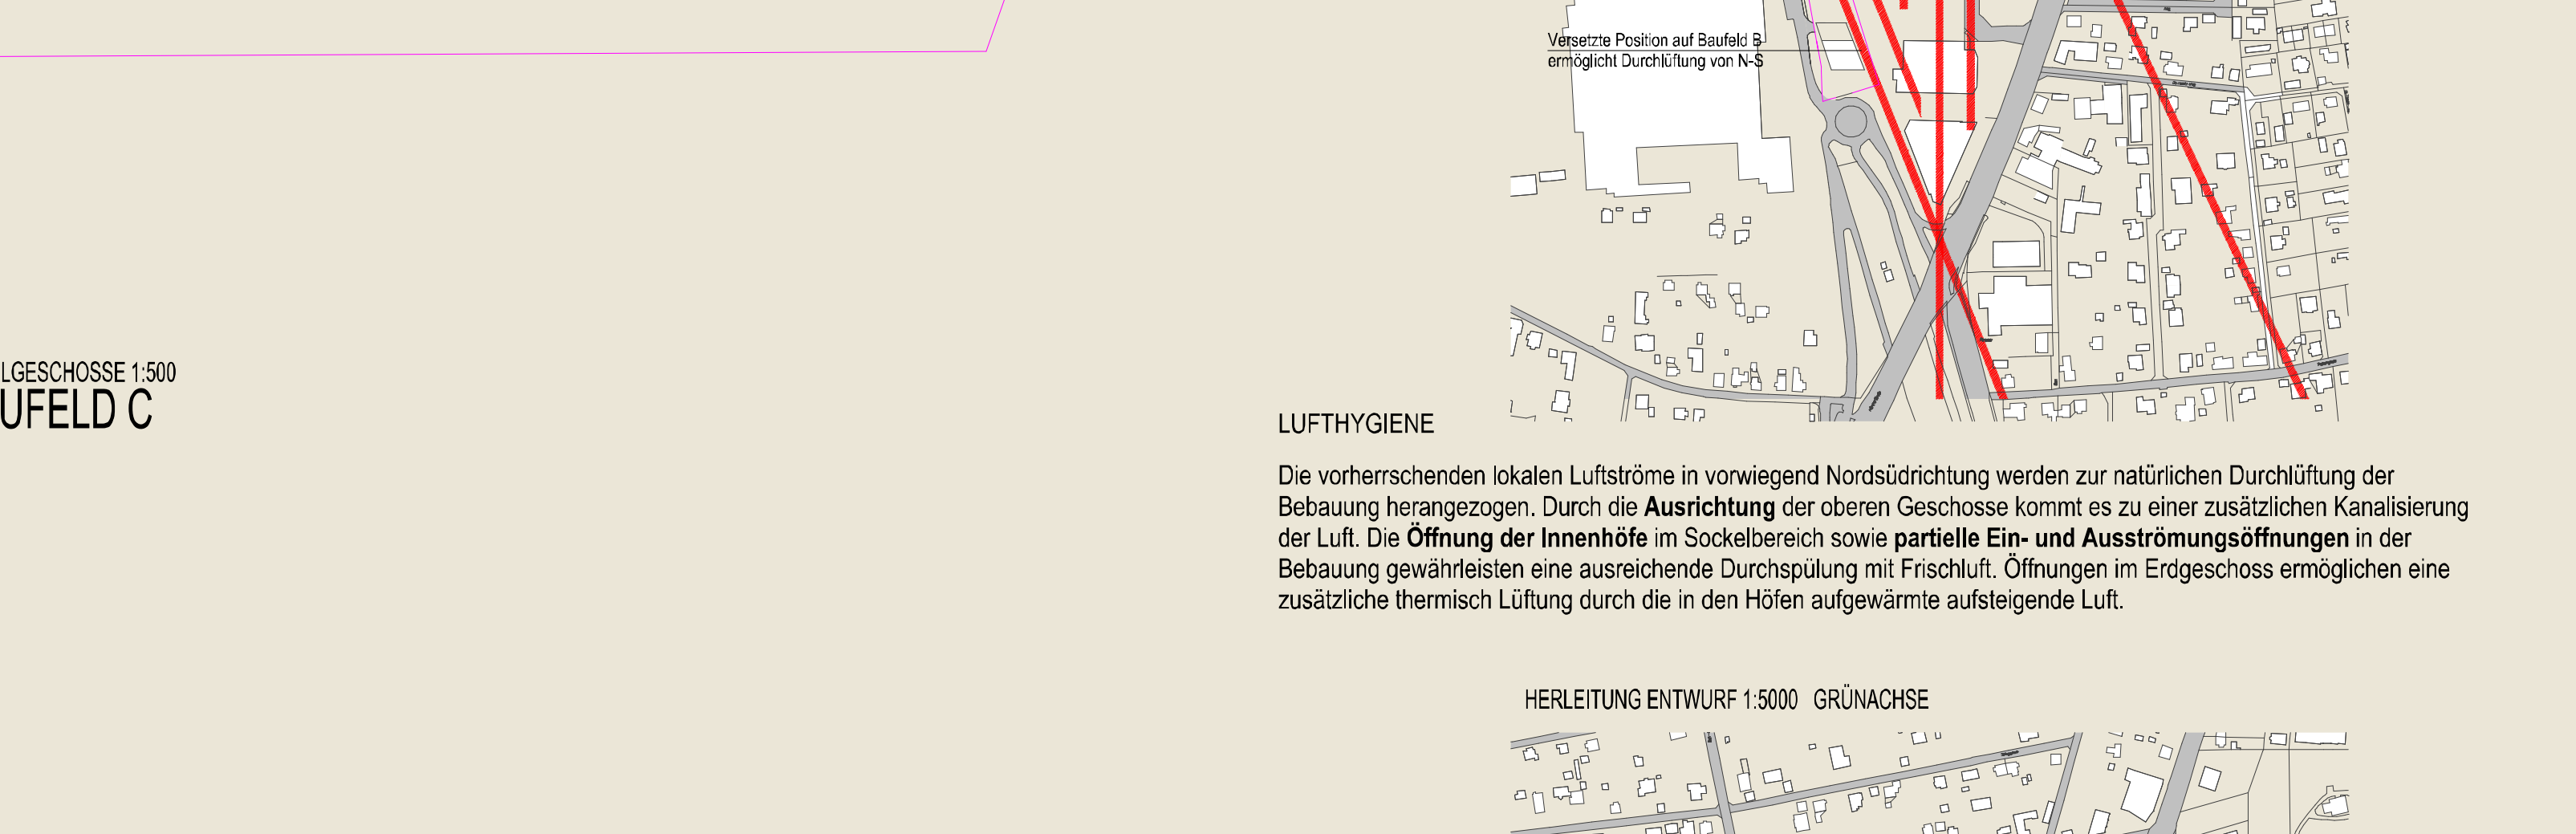 Versetzte Position auf Baufeld B
ermöglicht Durchlüftung von N-S
LGESCHOSSE 1:500
UFELD C
LUFTHYGIENE
Die vorherrschenden lokalen Luftströme in vorwiegend Nordsüdrichtung werden zur natürlichen Durchlüftung der
Bebauung herangezogen. Durch die Ausrichtung der oberen Geschosse kommt es zu einer zusätzlichen Kanalisierung
der Luft. Die Öffnung der Innenhöfe im Sockelbereich sowie partielle Ein- und Ausströmungsöffnungen in der
Bebauung gewährleisten eine ausreichende Durchspülung mit Frischluft. Öffnungen im Erdgeschoss ermöglichen eine
zusätzliche thermisch Lüftung durch die in den Höfen aufgewärmte aufsteigende Luft.
HERLEITUNG ENTWURF 1:5000 GRÜNACHSE